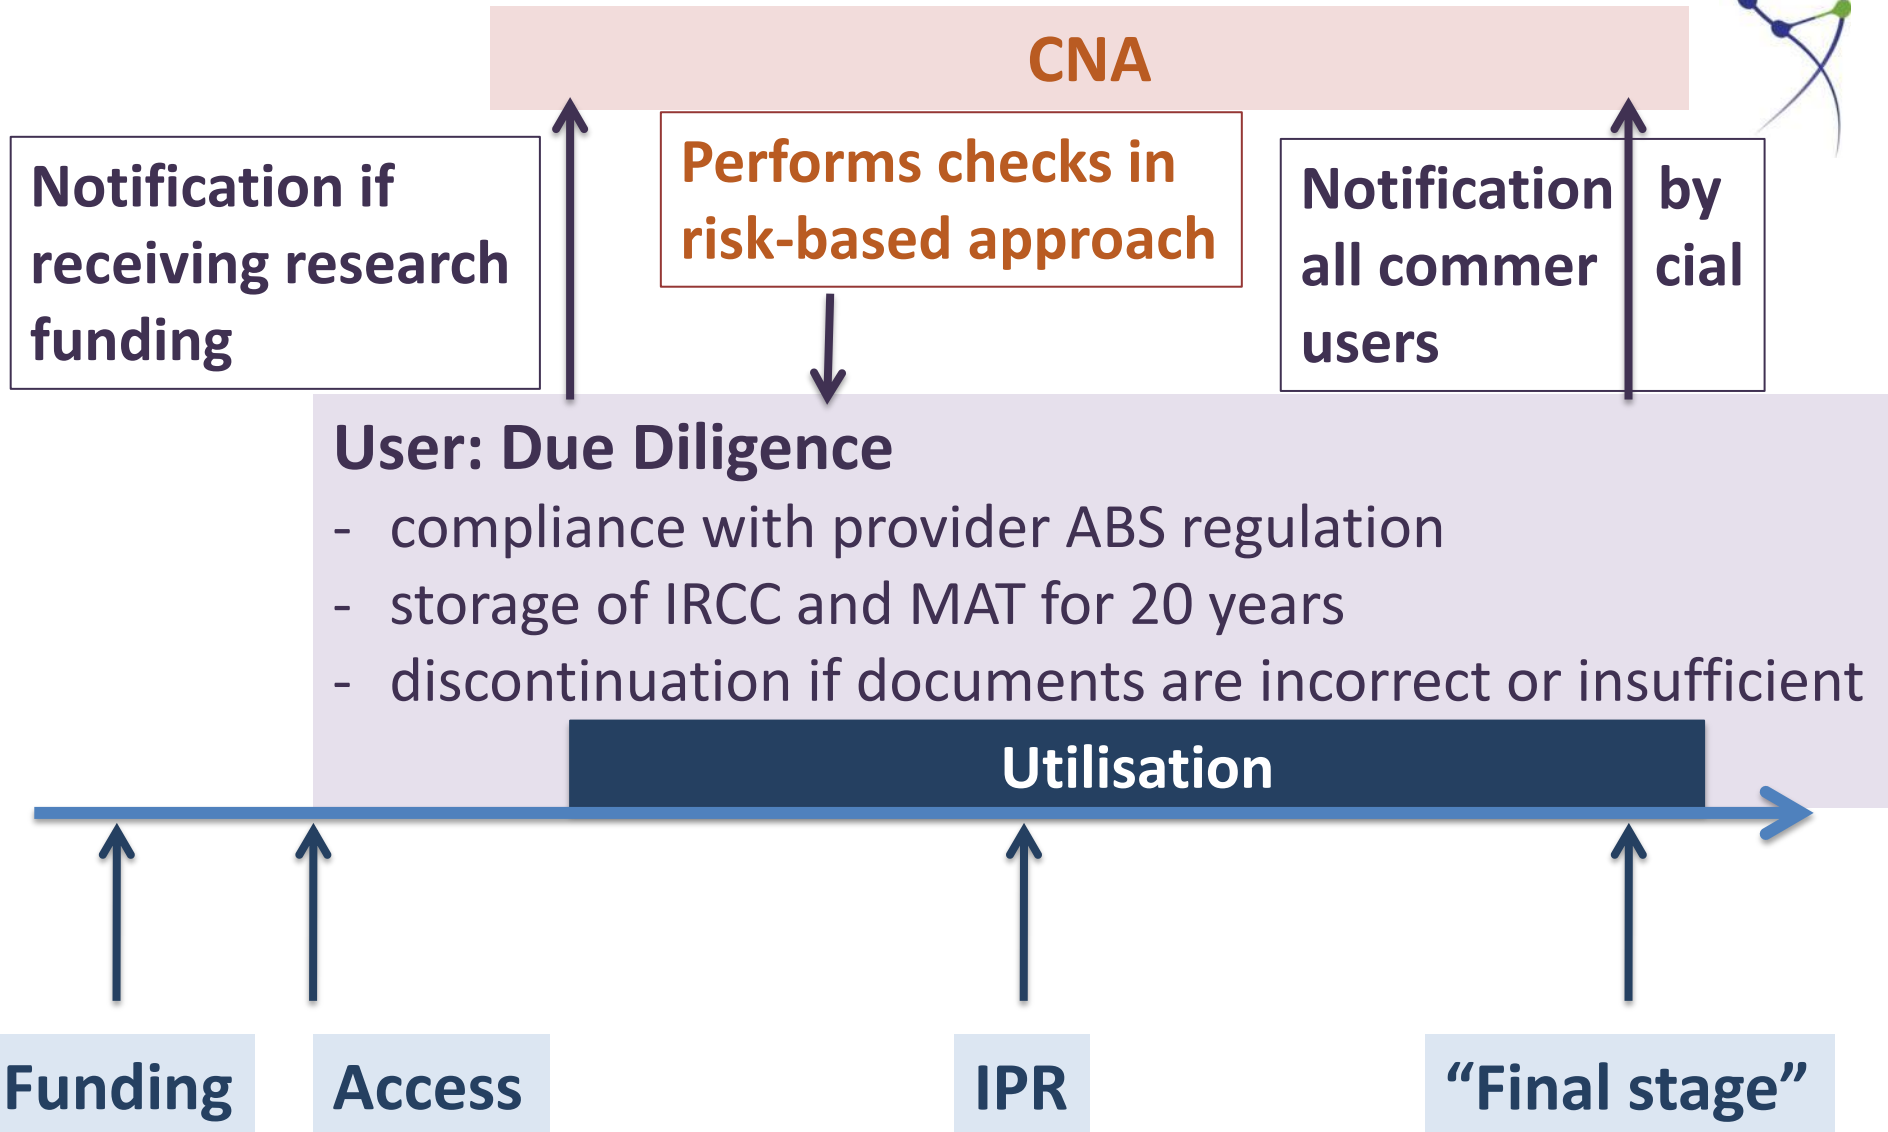 CNA
Notification if
receiving research
funding
Performs checks in
risk-based approach
Notification by
all commer cial
users
User: Due Diligence
- compliance with provider ABS regulation
- storage of IRCC and MAT for 20 years
- discontinuation if documents are incorrect or insufficient
Utilisation
Funding
Access
IPR
“Final stage”